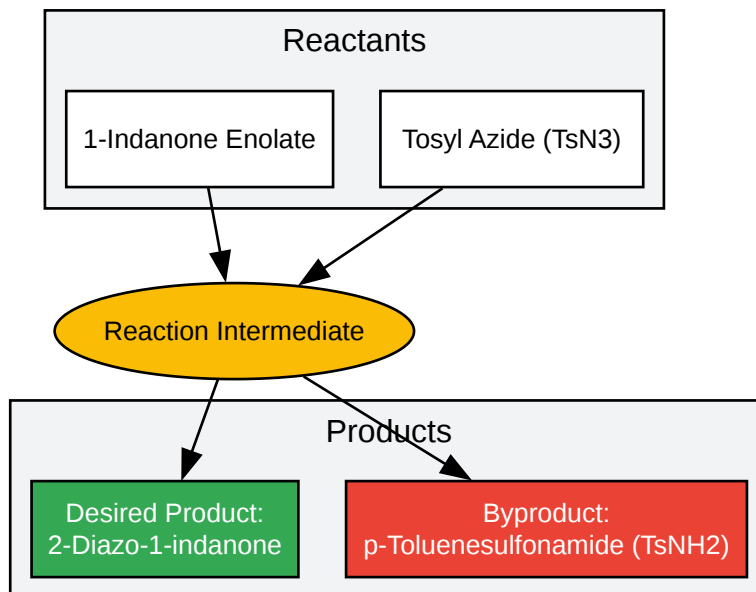 Reactants
1-Indanone Enolate
Tosyl Azide (TsN3)
Reaction Intermediate
Products
Desired Product:
2-Diazo-1-indanone
Byproduct:
p-Toluenesulfonamide (TsNH2)